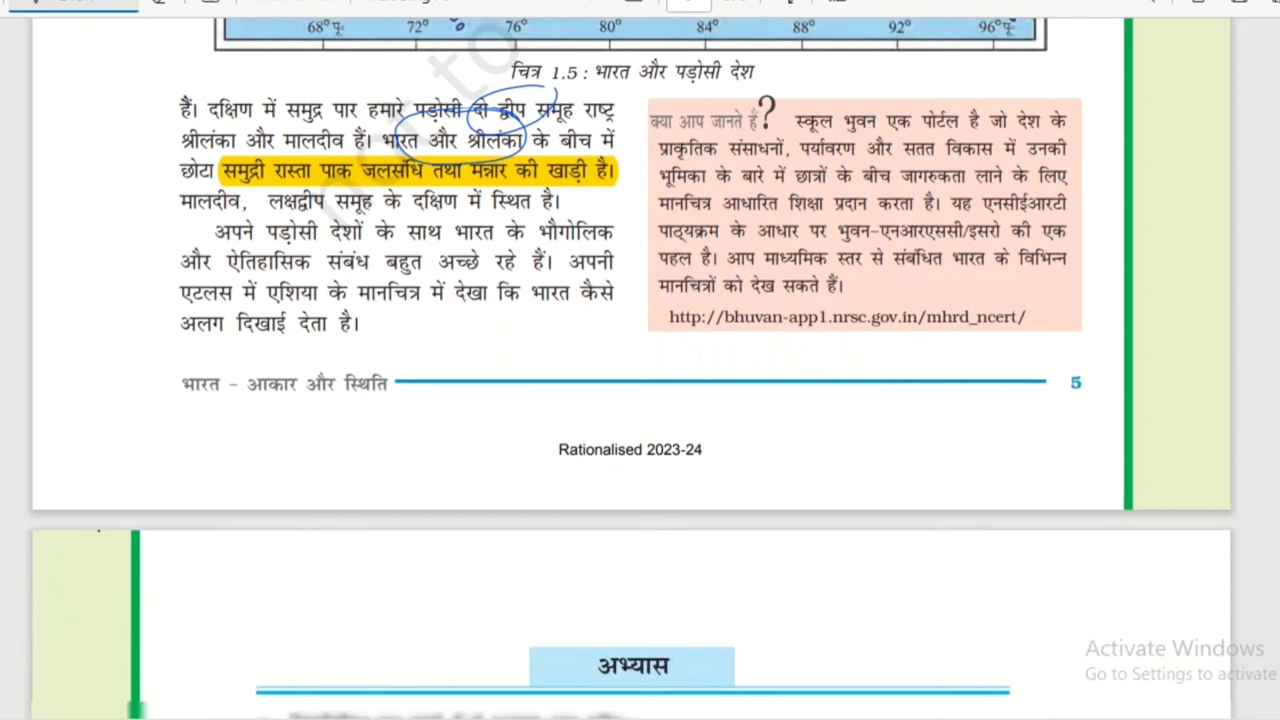 68° पू० 72° 76° 80° 84° 88° 92° 96° पू०
चित्र 1.5 : भारत और पड़ोसी देश
हैं। दक्षिण में समुद्र पार हमारे पड़ोसी दो द्वीप समूह राष्ट्र
श्रीलंका और मालदीव हैं। भारत और श्रीलंका के बीच में
छोटा समुद्री रास्ता पाक जलसंधि तथा मन्नार की खाड़ी है।
मालदीव, लक्षद्वीप समूह के दक्षिण में स्थित है।
अपने पड़ोसी देशों के साथ भारत के भौगोलिक
और ऐतिहासिक संबंध बहुत अच्छे रहे हैं। अपनी
एटलस में एशिया के मानचित्र में देखा कि भारत कैसे
अलग दिखाई देता है।
क्या आप जानते हैं? स्कूल भुवन एक पोर्टल है जो देश के
प्राकृतिक संसाधनों, पर्यावरण और सतत विकास में उनकी
भूमिका के बारे में छात्रों के बीच जागरुकता लाने के लिए
मानचित्र आधारित शिक्षा प्रदान करता है। यह एनसीईआरटी
पाठ्यक्रम के आधार पर भुवन-एनआरएससी/इसरो की एक
पहल है। आप माध्यमिक स्तर से संबंधित भारत के विभिन्न
मानचित्रों को देख सकते हैं।
http://bhuvan-app1.nrsc.gov.in/mhrd_ncert/
भारत - आकार और स्थिति 5
Rationalised 2023-24
अभ्यास
Activate Windows
Go to Settings to activate
not to